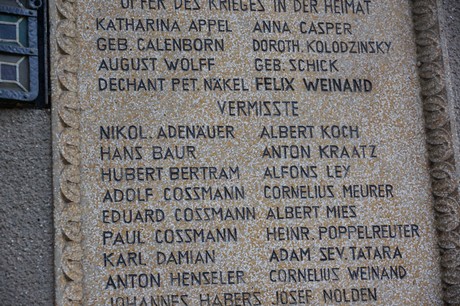 OPFER DES KRIEGES IN DER HEIMAT
KATHARINA APPEL ANNA CASPER
GEB. CALENBORN DOROTH KOLODZINSKY
AUGUST WOLFF GEB. SCHICK
DECHANT PET. NÄKEL FELIX WEINAND
VERMISSTE
NIKOL. ADENÄUER ALBERT KOCH
HANS BAUR ANTON KRAATZ
HUBERT BERTRAM ALFONS LEY
ADOLF COSSMANN CORNELIUS MEURER
EDUARD COSSMANN ALBERT MIES
PAUL COSSMANN HEINR. POPPELREUTER
KARL DAMIAN ADAM SEV. TATARA
ANTON HENSELER CORNELIUS WEINAND
JOHANNES HABERS JOSEF NOLDEN